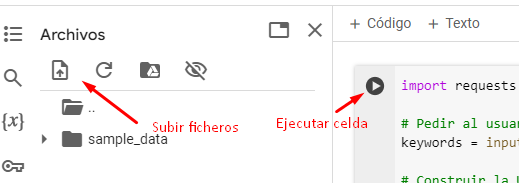 Archivos
+ Código + Texto
..
Subir ficheros
sample_data
{x}
Ejecutar celda
import requests
# Pedir al usuar
keywords = input
# Construir la U